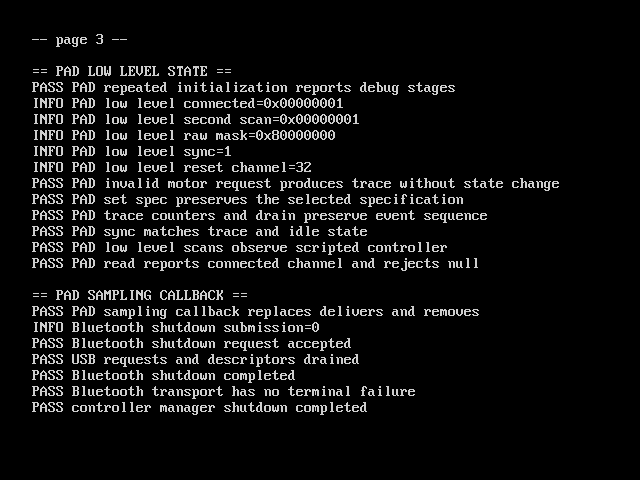 -- page 3 --
== PAD LOW LEVEL STATE ==
PASS PAD repeated initialization reports debug stages
INFO PAD low level connected=0x00000001
INFO PAD low level second scan=0x00000001
INFO PAD low level raw mask=0x80000000
INFO PAD low level sync=1
INFO PAD low level reset channel=32
PASS PAD invalid motor request produces trace without state change
PASS PAD set spec preserves the selected specification
PASS PAD trace counters and drain preserve event sequence
PASS PAD sync matches trace and idle state
PASS PAD low level scans observe scripted controller
PASS PAD read reports connected channel and rejects null
== PAD SAMPLING CALLBACK ==
PASS PAD sampling callback replaces delivers and removes
INFO Bluetooth shutdown submission=0
PASS Bluetooth shutdown request accepted
PASS USB requests and descriptors drained
PASS Bluetooth shutdown completed
PASS Bluetooth transport has no terminal failure
PASS controller manager shutdown completed